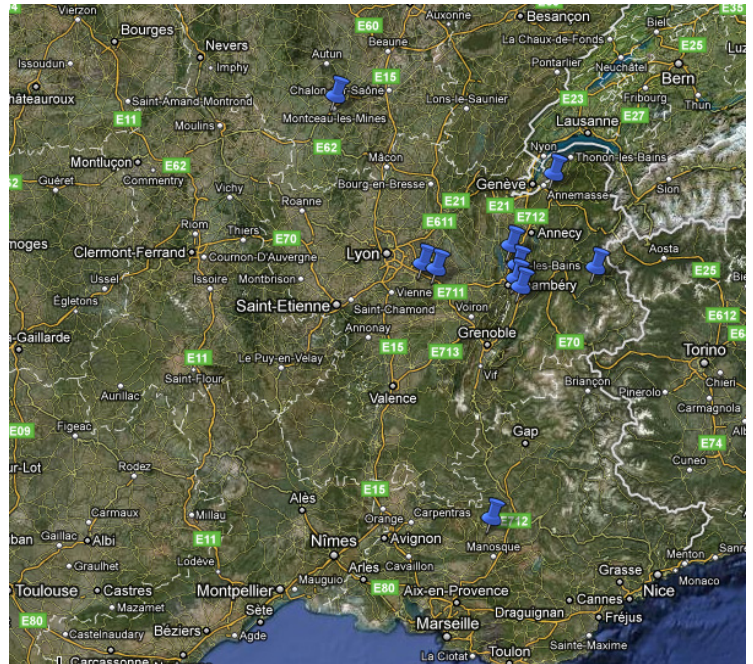 Vierzon
E60
Auxonne
Besançon
E35
Bourges
Nevers
Beaune
La Chaux-de-Fonds
Biel
E25
Issoudun
Imphy
Autun
E15
Pontarlier
Neuchâtel
Bern
Châteauroux
Saint-Amand-Montrond
Montceau-les-Mines
Lons-le-Saunier
E23
Fribourg
Thun
E11
Moulins
E27
Lausanne
E62
Montluçon
E62
Mâcon
Nyon
Thonon-les-Bains
Guéret
Commentry
Vichy
Bourg-en-Bresse
Genève
Annemasse
Sion
Roanne
E21
E21
Riom
Thiers
E611
E712
Annecy
Clermont-Ferrand
E70
Lyon
Aosta
Cournon-D'Auvergne
les-Bains
E25
Ussel
Issoire
Montbrison
Vienne
E711
Chambéry
Égletons
Saint-Etienne
Saint-Chamond
Voiron
E612
Annonay
Grenoble
a-Gaillarde
E11
Le Puy-en-Velay
E15
E713
E70
Torino
Saint-Flour
Vif
Chieri
Aurillac
Valence
Briançon
Pinerolo
Carmagnola
E09
Figeac
Gap
E74
ur-Lot
Cuneo
Rodez
Alès
E15
Carpentras
Carmaux
Millau
Orange
E712
Gaillac
Albi
E11
Nîmes
Avignon
Manosque
Graulhet
Lodève
Arles
Cavaillon
Menton
Grasse
Monaco
Toulouse
Castres
Montpellier
Mauguio
E80
Aix-en-Provence
Cannes
Nice
Mazamet
Sète
Draguignan
Fréjus
E80
Béziers
Marseille
Castelnaudary
Agde
Sainte-Maxime
Carcassonne
Narbonne
La Ciotat
Toulon